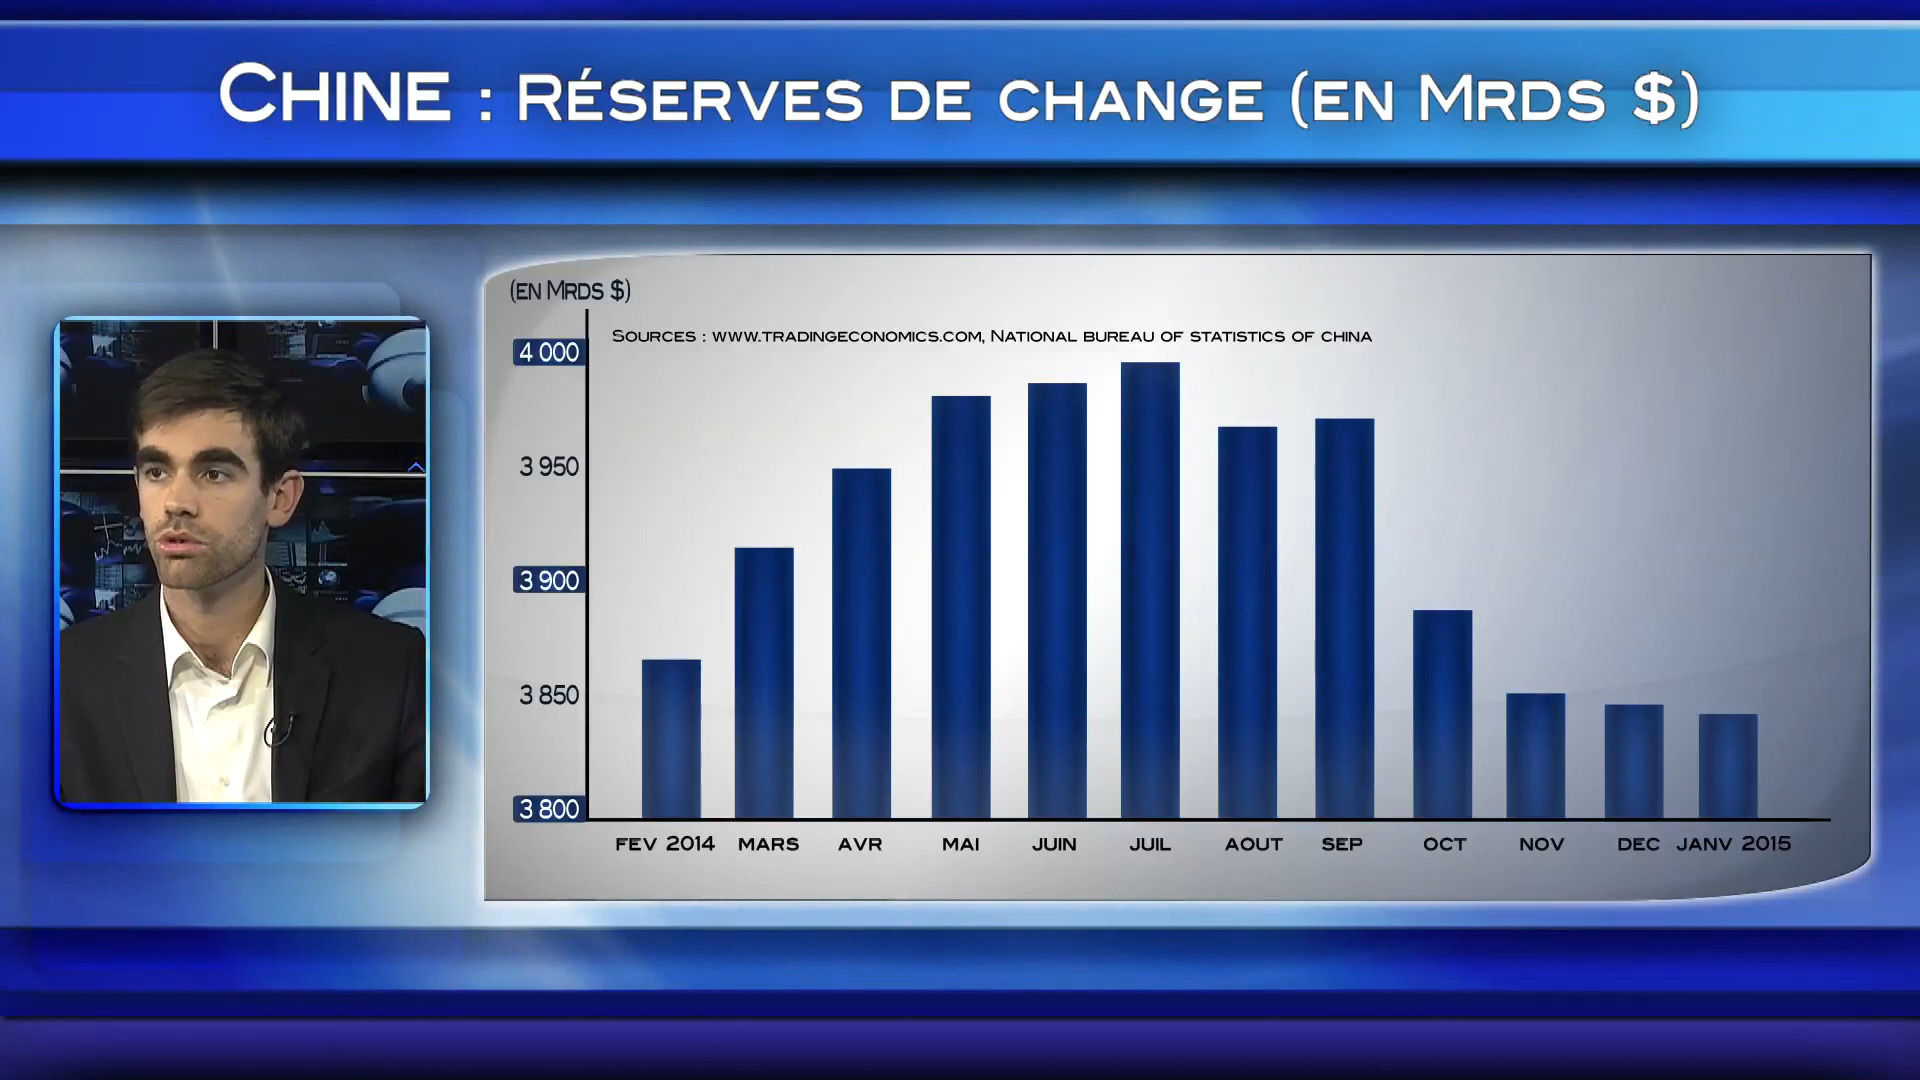 CHINE : RÉSERVES DE CHANGE (EN MRDS $)
(EN MRDS $)
SOURCES : WWW.TRADINGECONOMICS.COM, NATIONAL BUREAU OF STATISTICS OF CHINA
4 000
3 950
3 900
3 850
3 800
FEV 2014 MARS AVR MAI JUIN JUIL AOUT SEP OCT NOV DEC JANV 2015